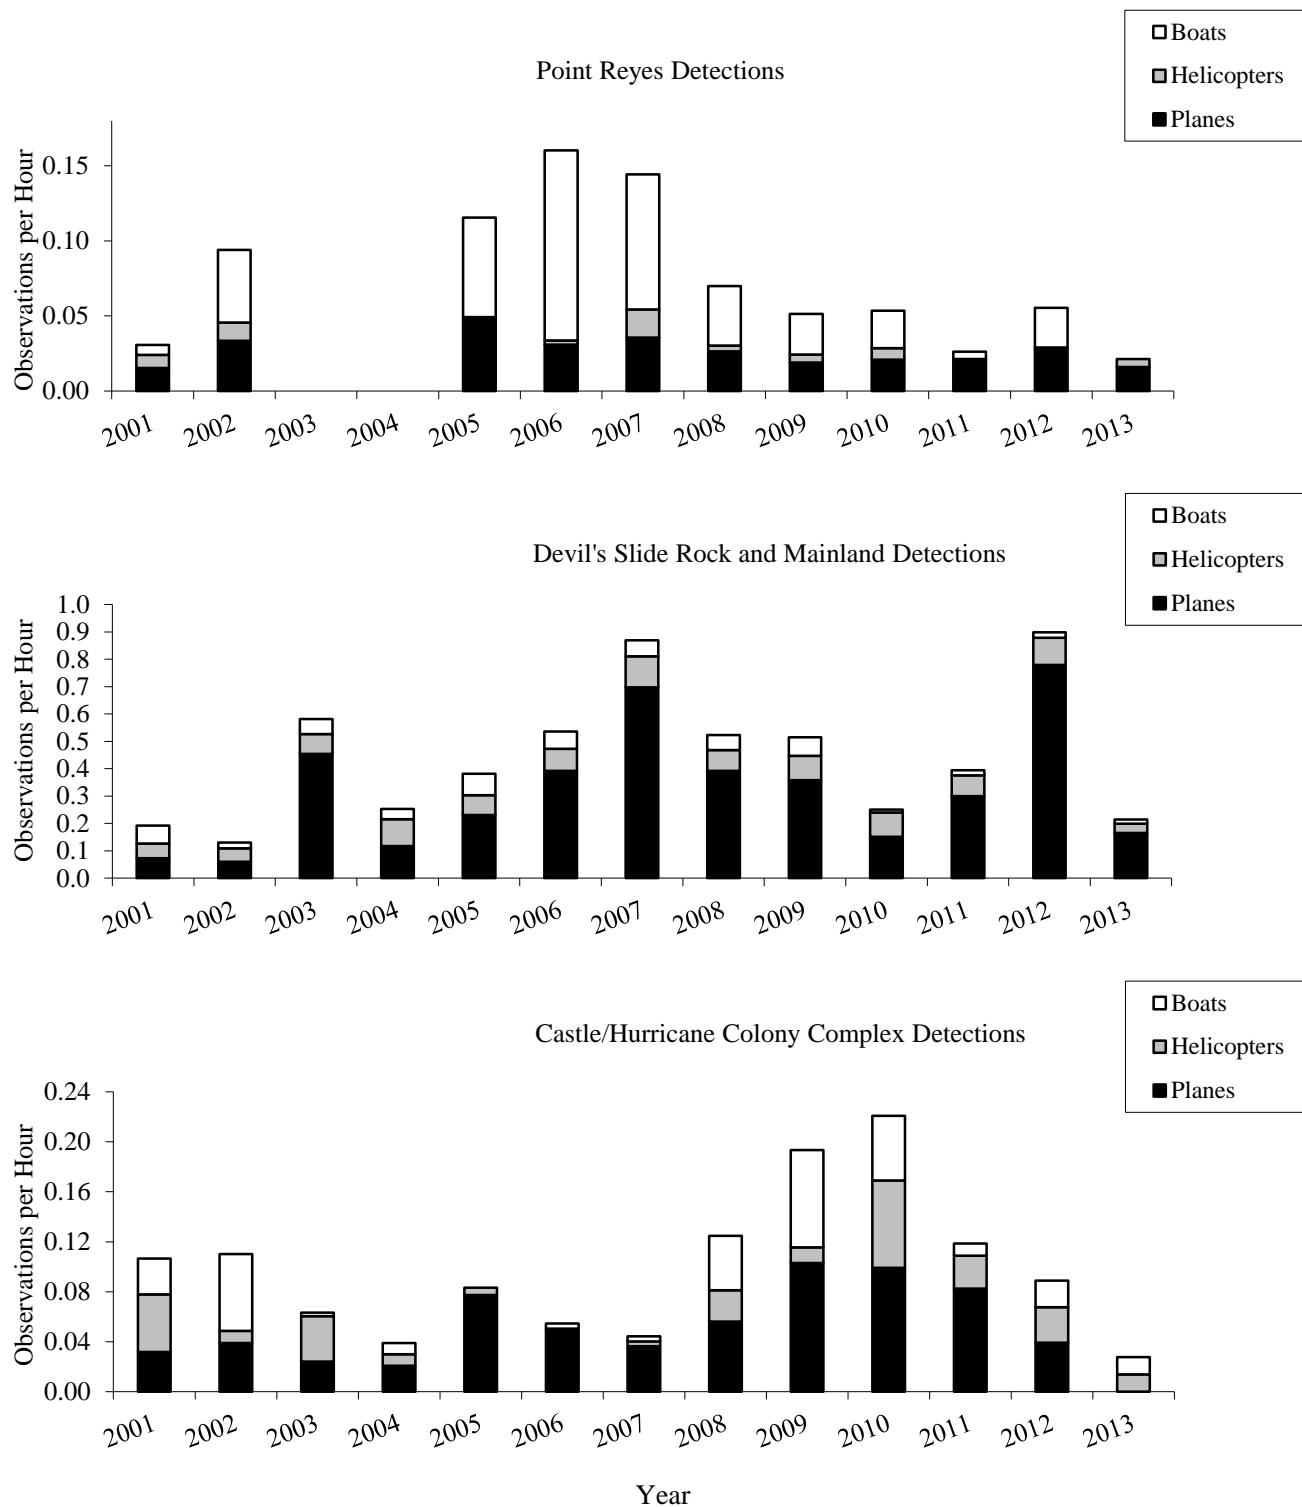 Boats
Helicopters
Planes
Point Reyes Detections
Observations per Hour
0.15
0.10
0.05
0.00
2001 2002 2003 2004 2005 2006 2007 2008 2009 2010 2011 2012 2013
Boats
Helicopters
Planes
Devil's Slide Rock and Mainland Detections
Observations per Hour
1.0
0.9
0.8
0.7
0.6
0.5
0.4
0.3
0.2
0.1
0.0
2001 2002 2003 2004 2005 2006 2007 2008 2009 2010 2011 2012 2013
Boats
Helicopters
Planes
Castle/Hurricane Colony Complex Detections
Observations per Hour
0.24
0.20
0.16
0.12
0.08
0.04
0.00
2001 2002 2003 2004 2005 2006 2007 2008 2009 2010 2011 2012 2013
Year